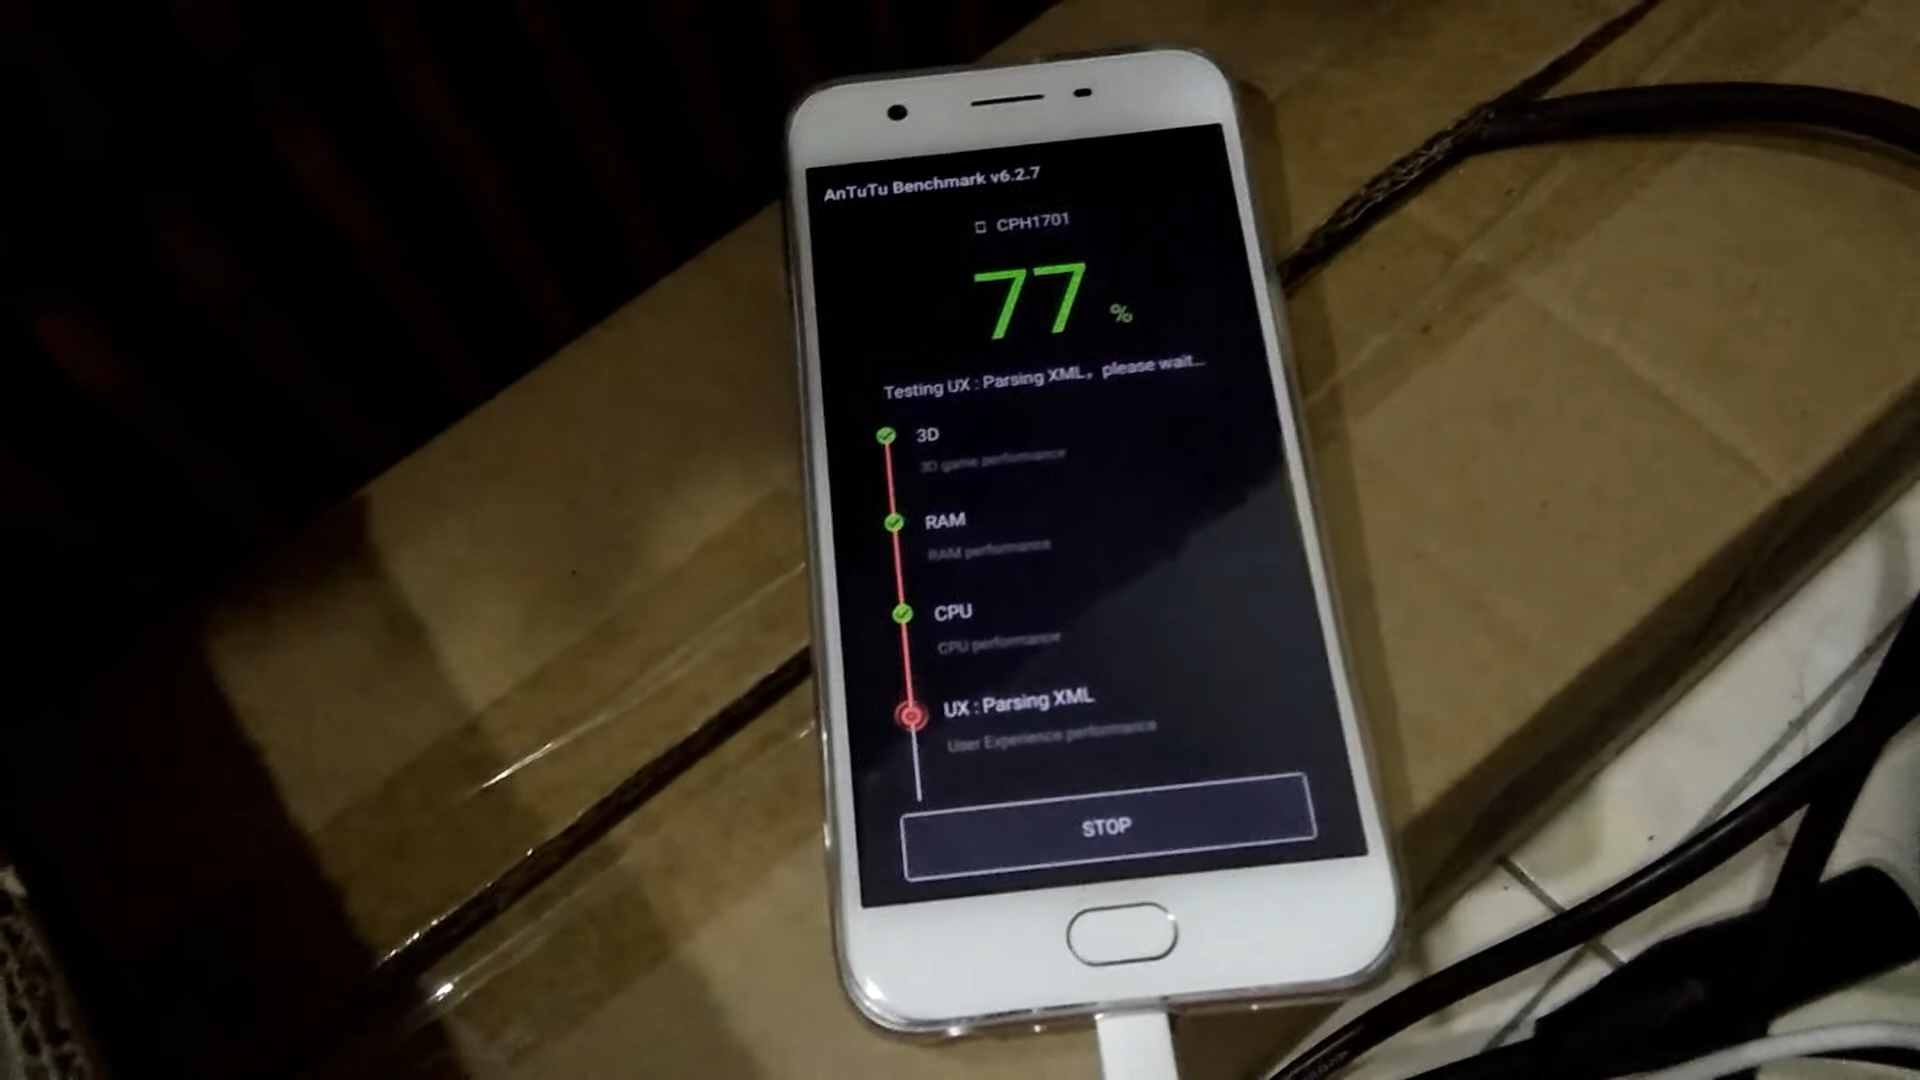 AnTuTu Benchmark v6.2.7
CPH1701
77 %
Testing UX : Parsing XML, please wait...
3D
3D game performance
RAM
RAM performance
CPU
CPU performance
UX : Parsing XML
User Experience performance
STOP